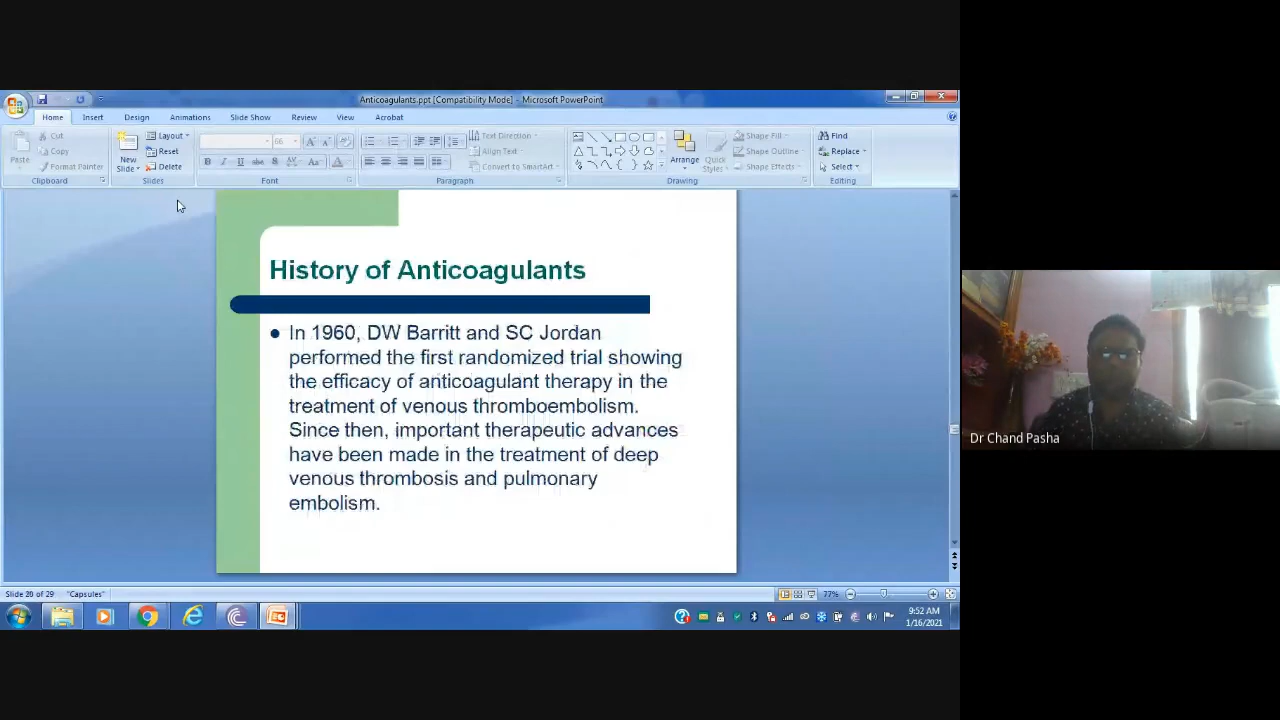 Anticoagulants.ppt [Compatibility Mode] - Microsoft PowerPoint
Home Insert Design Animations Slide Show Review View Acrobat
Cut
Copy
Format Painter
Paste
Clipboard
New
Slide
Layout
Reset
Delete
Slides
66
Font
Text Direction
Align Text
Convert to SmartArt
Paragraph
Arrange
Quick
Styles
Shape Fill
Shape Outline
Shape Effects
Drawing
Find
Replace
Select
Editing
History of Anticoagulants
In 1960, DW Barritt and SC Jordan
performed the first randomized trial showing
the efficacy of anticoagulant therapy in the
treatment of venous thromboembolism.
Since then, important therapeutic advances
have been made in the treatment of deep
venous thrombosis and pulmonary
embolism.
Dr Chand Pasha
Slide 20 of 29 "Capsules" 77%
9:52 AM
1/16/2021